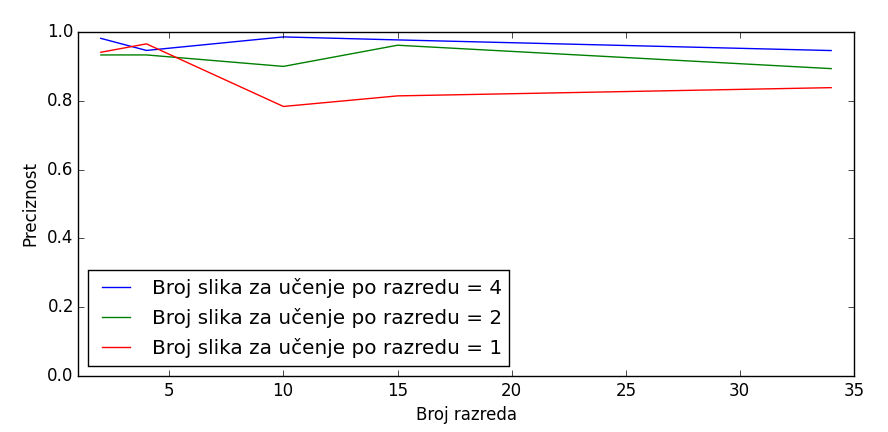 1.0
0.8
0.6
0.4
0.2
0.0
Preciznost
Broj slika za učenje po razredu = 4
Broj slika za učenje po razredu = 2
Broj slika za učenje po razredu = 1
5 10 15 20 25 30 35
Broj razreda